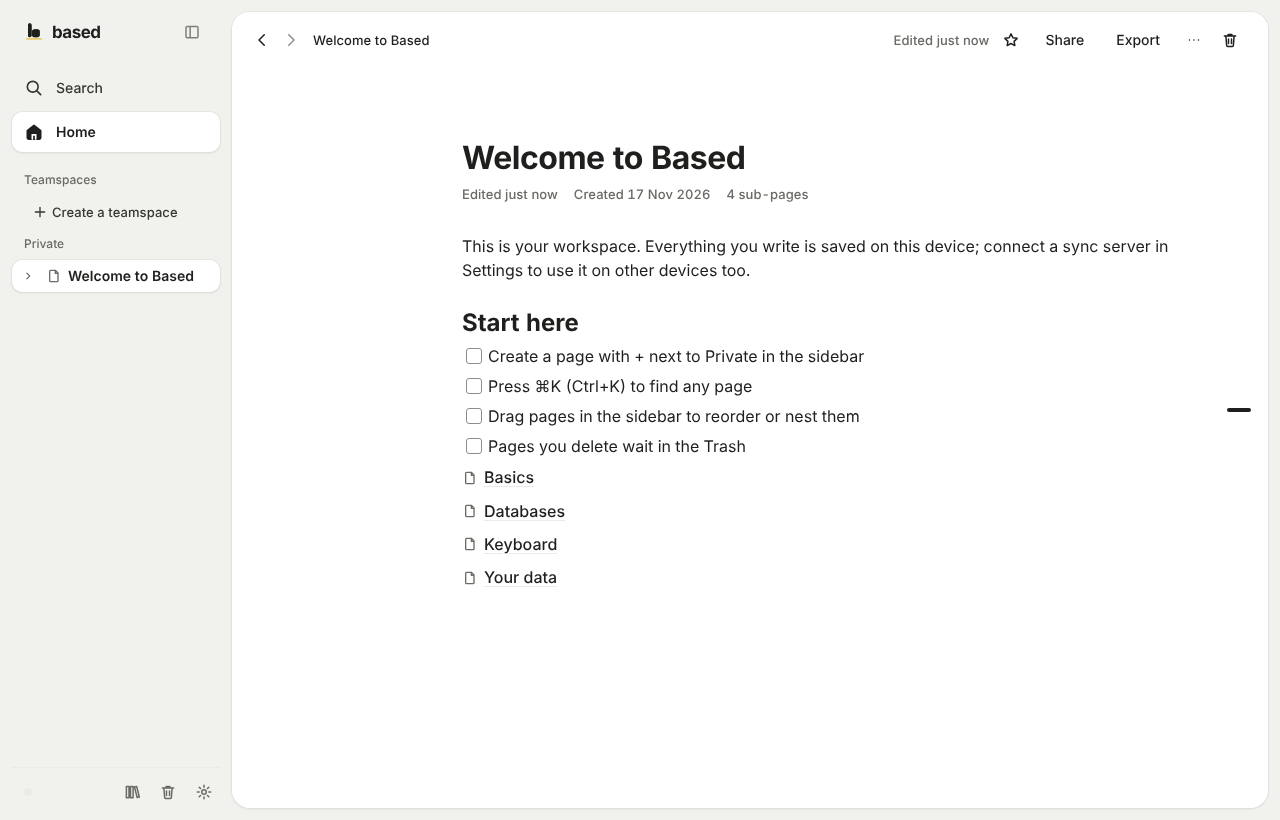 based
Search
Home
Teamspaces
Create a teamspace
Private
Welcome to Based
Welcome to Based
Edited just now
Share
Export
Welcome to Based
Edited just now Created 17 Nov 2026 4 sub-pages
This is your workspace. Everything you write is saved on this device; connect a sync server in
Settings to use it on other devices too.
Start here
Create a page with + next to Private in the sidebar
Press ⌘K (Ctrl+K) to find any page
Drag pages in the sidebar to reorder or nest them
Pages you delete wait in the Trash
Basics
Databases
Keyboard
Your data